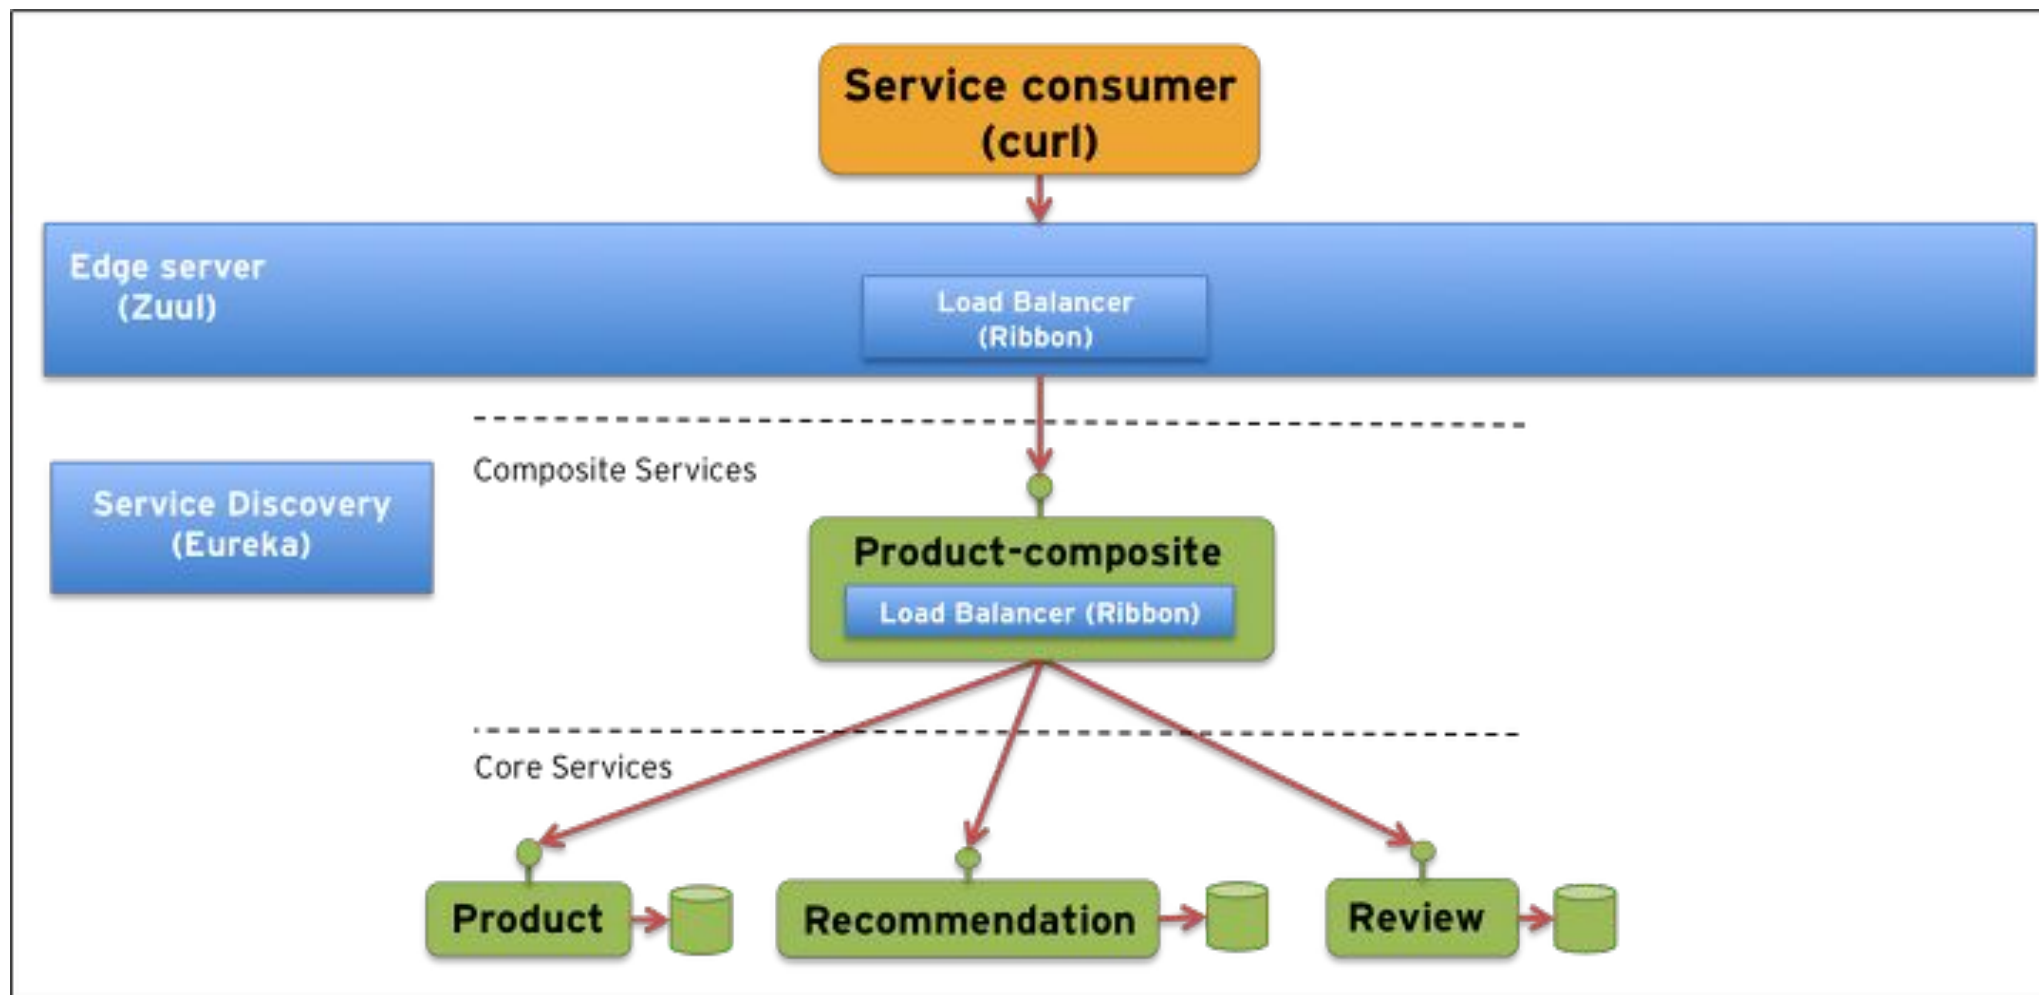 Service consumer
(curl)
Edge server
(Zuul)
Load Balancer
(Ribbon)
Composite Services
Service Discovery
(Eureka)
Product-composite
Load Balancer (Ribbon)
Core Services
Product
Recommendation
Review